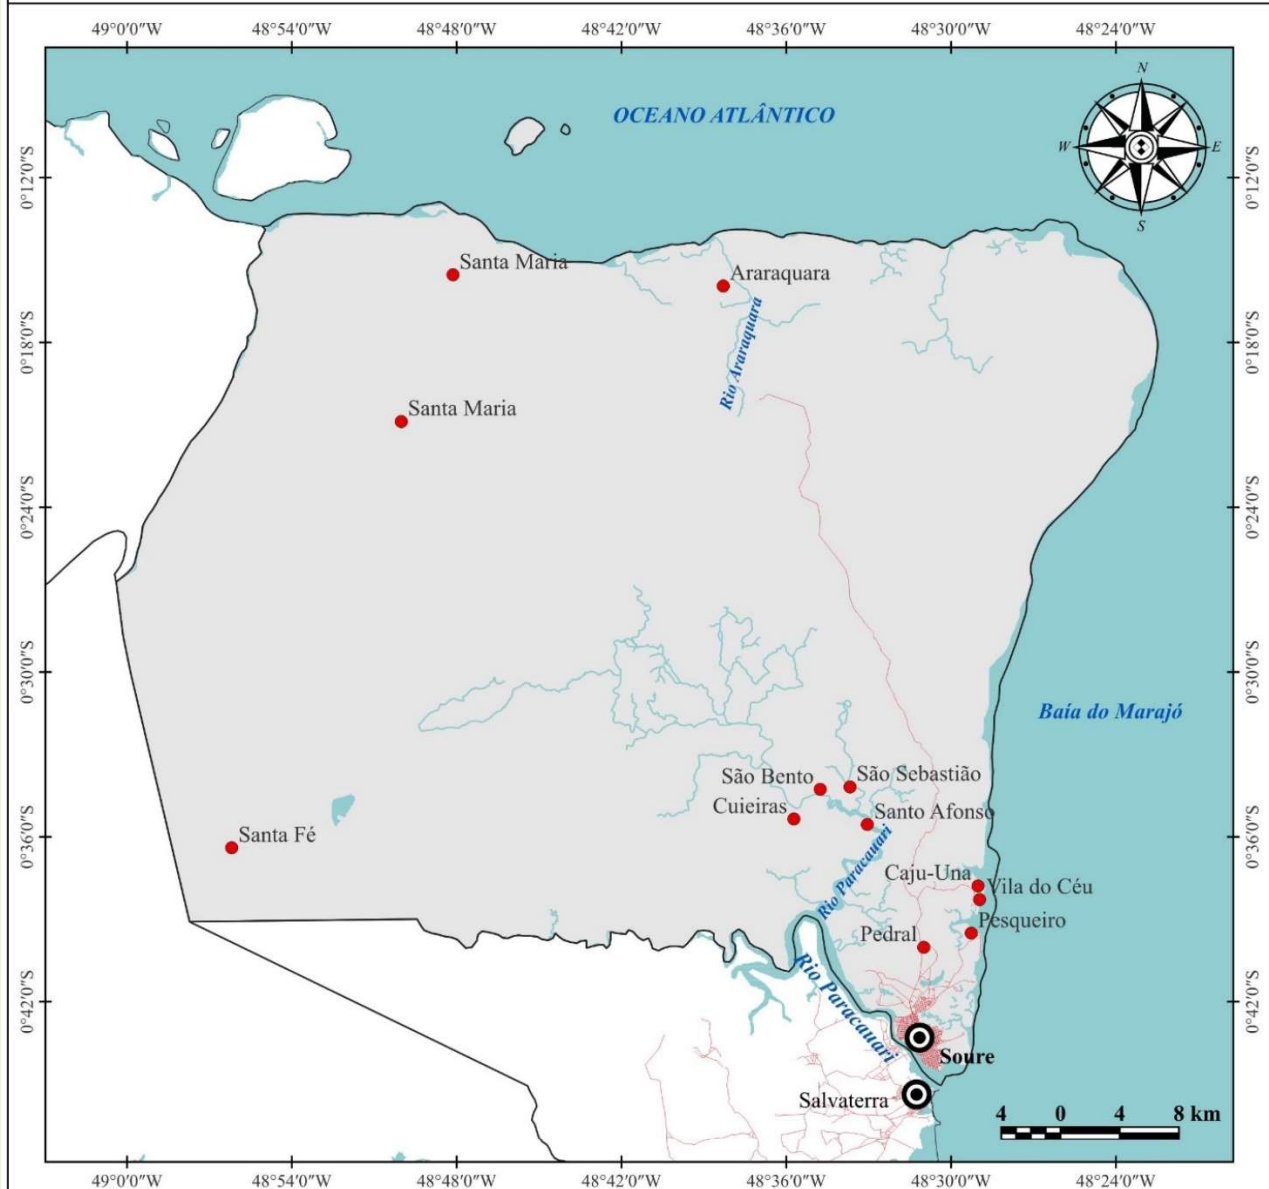 49°0'0"W 48°54'0"W 48°48'0"W 48°42'0"W 48°36'0"W 48°30'0"W 48°24'0"W
N
OCEANO ATLÂNTICO
W E
S
0°12'0"S 0°12'0"S
Santa Maria
Araraquara
Rio Araraquara
0°18'0"S 0°18'0"S
Santa Maria
0°24'0"S 0°24'0"S
0°30'0"S 0°30'0"S
Baía do Marajó
São Bento São Sebastião
Cuieiras Santo Afonso
Santa Fé
0°36'0"S 0°36'0"S
Rio Paracauari
Caju-Una Vila do Céu
Pesqueiro
Pedral
Rio Paracauari
0°42'0"S 0°42'0"S
Soure
Salvaterra
4 0 4 8 km
49°0'0"W 48°54'0"W 48°48'0"W 48°42'0"W 48°36'0"W 48°30'0"W 48°24'0"W